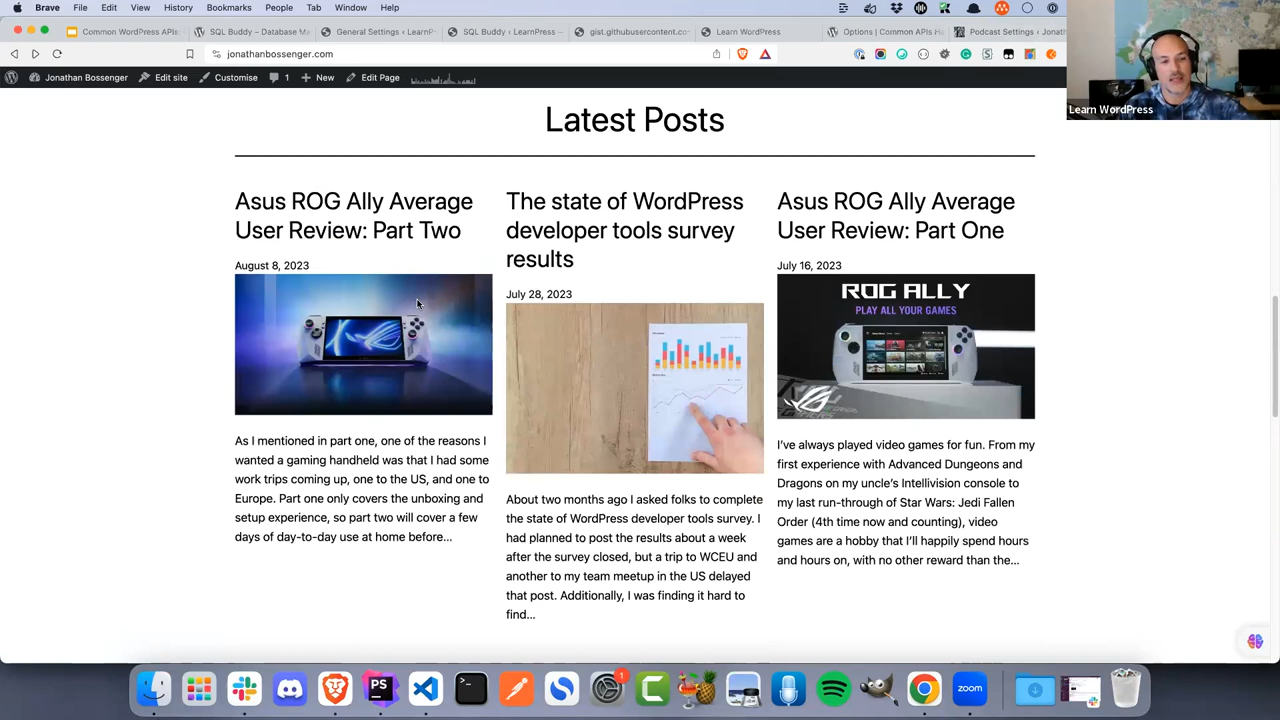 Brave File Edit View History Bookmarks People Tab Window Help
Common WordPress APIs: SQL Buddy – Database Ma General Settings ‹ LearnP SQL Buddy ‹ LearnPress – gist.githubusercontent.co Learn WordPress Options | Common APIs Ha Podcast Settings ‹ Jonath
jonathanbossenger.com
Jonathan Bossenger Edit site Customise 1 New Edit Page
Learn WordPress
Latest Posts
Asus ROG Ally Average
User Review: Part Two
August 8, 2023
As I mentioned in part one, one of the reasons I
wanted a gaming handheld was that I had some
work trips coming up, one to the US, and one to
Europe. Part one only covers the unboxing and
setup experience, so part two will cover a few
days of day-to-day use at home before...
The state of WordPress
developer tools survey
results
July 28, 2023
About two months ago I asked folks to complete
the state of WordPress developer tools survey. I
had planned to post the results about a week
after the survey closed, but a trip to WCEU and
another to my team meetup in the US delayed
that post. Additionally, I was finding it hard to
find...
Asus ROG Ally Average
User Review: Part One
July 16, 2023
ROG ALLY
PLAY ALL YOUR GAMES
I've always played video games for fun. From my
first experience with Advanced Dungeons and
Dragons on my uncle's Intellivision console to
my last run-through of Star Wars: Jedi Fallen
Order (4th time now and counting), video
games are a hobby that I'll happily spend hours
and hours on, with no other reward than the...
PS
1
zoom